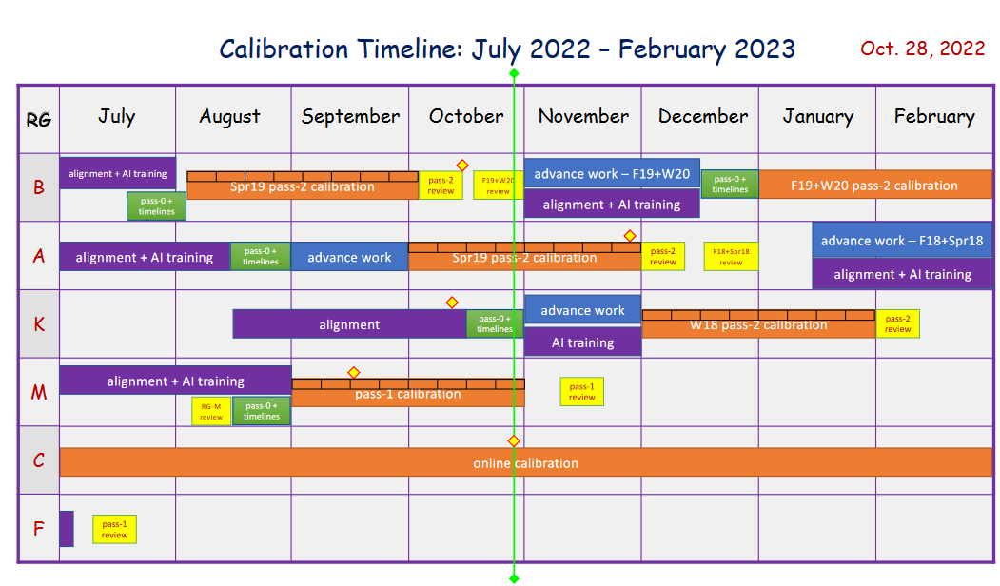 Calibration Timeline: July 2022 – February 2023
Oct. 28, 2022
RG
July
August
September
October
November
December
January
February
B
alignment + AI training
pass-0 +
timelines
Spr19 pass-2 calibration
pass-2
review
F19+W20
review
advance work – F19+W20
alignment + AI training
pass-0 +
timelines
F19+W20 pass-2 calibration
A
alignment + AI training
pass-0 +
timelines
advance work
Spr19 pass-2 calibration
pass-2
review
F18+Spr18
review
advance work – F18+Spr18
alignment + AI training
K
alignment
pass-0 +
timelines
advance work
AI training
W18 pass-2 calibration
pass-2
review
M
alignment + AI training
RG-M
review
pass-0 +
timelines
pass-1 calibration
pass-1
review
C
online calibration
F
pass-1
review